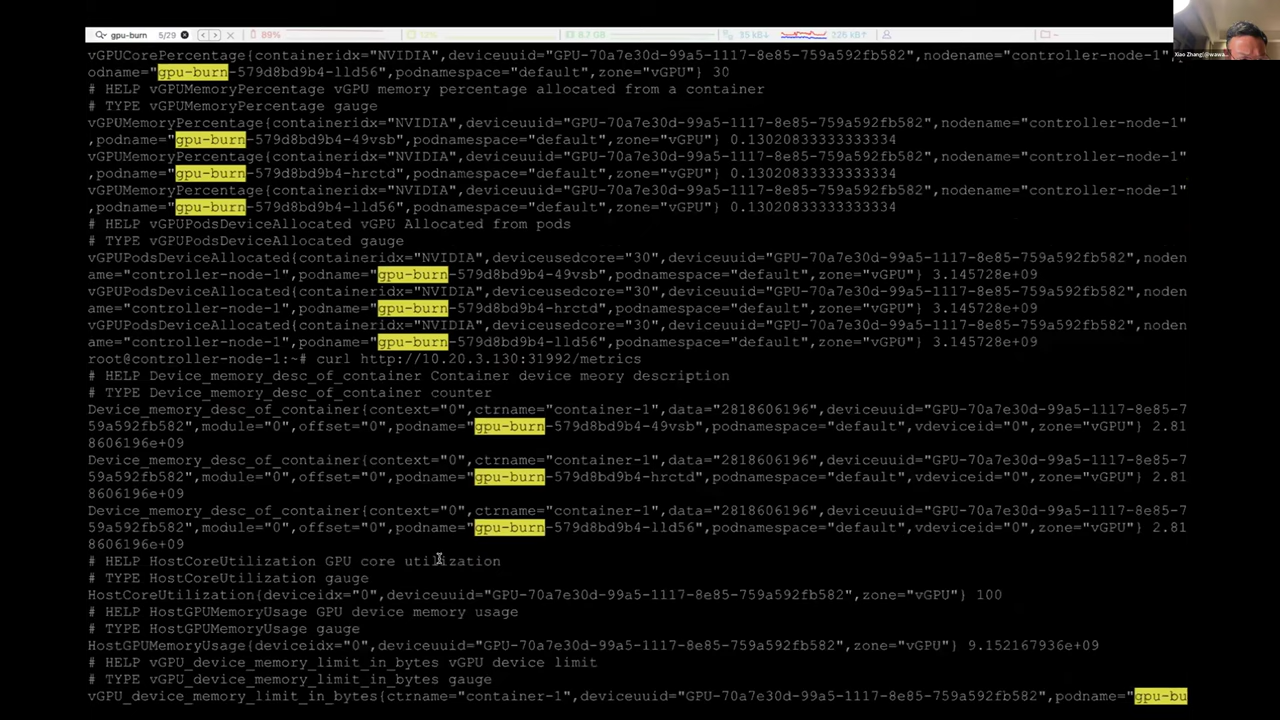 gpu-burn 5/29 89% 12% 8.7 GB 35 kB↓ 226 kB↑
vGPUCorePercentage{containeridx="NVIDIA",deviceuuid="GPU-70a7e30d-99a5-1117-8e85-759a592fb582",nodename="controller-node-1",p
odname="gpu-burn-579d8bd9b4-lld56",podnamespace="default",zone="vGPU"} 30
# HELP vGPUMemoryPercentage vGPU memory percentage allocated from a container
# TYPE vGPUMemoryPercentage gauge
vGPUMemoryPercentage{containeridx="NVIDIA",deviceuuid="GPU-70a7e30d-99a5-1117-8e85-759a592fb582",nodename="controller-node-1"
,podname="gpu-burn-579d8bd9b4-49vsb",podnamespace="default",zone="vGPU"} 0.13020833333333334
vGPUMemoryPercentage{containeridx="NVIDIA",deviceuuid="GPU-70a7e30d-99a5-1117-8e85-759a592fb582",nodename="controller-node-1"
,podname="gpu-burn-579d8bd9b4-hrctd",podnamespace="default",zone="vGPU"} 0.13020833333333334
vGPUMemoryPercentage{containeridx="NVIDIA",deviceuuid="GPU-70a7e30d-99a5-1117-8e85-759a592fb582",nodename="controller-node-1"
,podname="gpu-burn-579d8bd9b4-lld56",podnamespace="default",zone="vGPU"} 0.13020833333333334
# HELP vGPUPodsDeviceAllocated vGPU Allocated from pods
# TYPE vGPUPodsDeviceAllocated gauge
vGPUPodsDeviceAllocated{containeridx="NVIDIA",deviceusedcore="30",deviceuuid="GPU-70a7e30d-99a5-1117-8e85-759a592fb582",noden
ame="controller-node-1",podname="gpu-burn-579d8bd9b4-49vsb",podnamespace="default",zone="vGPU"} 3.145728e+09
vGPUPodsDeviceAllocated{containeridx="NVIDIA",deviceusedcore="30",deviceuuid="GPU-70a7e30d-99a5-1117-8e85-759a592fb582",noden
ame="controller-node-1",podname="gpu-burn-579d8bd9b4-hrctd",podnamespace="default",zone="vGPU"} 3.145728e+09
vGPUPodsDeviceAllocated{containeridx="NVIDIA",deviceusedcore="30",deviceuuid="GPU-70a7e30d-99a5-1117-8e85-759a592fb582",noden
ame="controller-node-1",podname="gpu-burn-579d8bd9b4-lld56",podnamespace="default",zone="vGPU"} 3.145728e+09
root@controller-node-1:~# curl http://10.20.3.130:31992/metrics
# HELP Device_memory_desc_of_container Container device meory description
# TYPE Device_memory_desc_of_container counter
Device_memory_desc_of_container{context="0",ctrname="container-1",data="2818606196",deviceuuid="GPU-70a7e30d-99a5-1117-8e85-7
59a592fb582",module="0",offset="0",podname="gpu-burn-579d8bd9b4-49vsb",podnamespace="default",vdeviceid="0",zone="vGPU"} 2.81
8606196e+09
Device_memory_desc_of_container{context="0",ctrname="container-1",data="2818606196",deviceuuid="GPU-70a7e30d-99a5-1117-8e85-7
59a592fb582",module="0",offset="0",podname="gpu-burn-579d8bd9b4-hrctd",podnamespace="default",vdeviceid="0",zone="vGPU"} 2.81
8606196e+09
Device_memory_desc_of_container{context="0",ctrname="container-1",data="2818606196",deviceuuid="GPU-70a7e30d-99a5-1117-8e85-7
59a592fb582",module="0",offset="0",podname="gpu-burn-579d8bd9b4-lld56",podnamespace="default",vdeviceid="0",zone="vGPU"} 2.81
8606196e+09
# HELP HostCoreUtilization GPU core utilization
# TYPE HostCoreUtilization gauge
HostCoreUtilization{deviceidx="0",deviceuuid="GPU-70a7e30d-99a5-1117-8e85-759a592fb582",zone="vGPU"} 100
# HELP HostGPUMemoryUsage GPU device memory usage
# TYPE HostGPUMemoryUsage gauge
HostGPUMemoryUsage{deviceidx="0",deviceuuid="GPU-70a7e30d-99a5-1117-8e85-759a592fb582",zone="vGPU"} 9.152167936e+09
# HELP vGPU_device_memory_limit_in_bytes vGPU device limit
# TYPE vGPU_device_memory_limit_in_bytes gauge
vGPU_device_memory_limit_in_bytes{ctrname="container-1",deviceuuid="GPU-70a7e30d-99a5-1117-8e85-759a592fb582",podname="gpu-bu